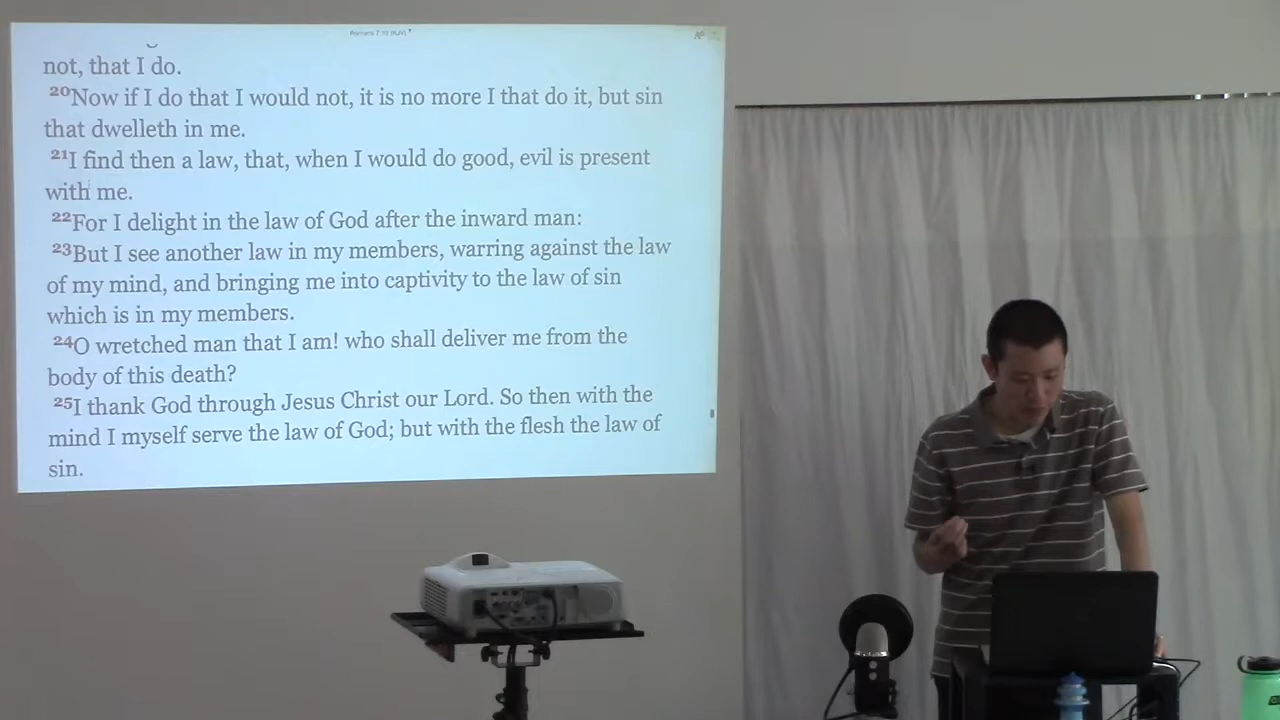 Romans 7:19 (KJV)
not, that I do.
20Now if I do that I would not, it is no more I that do it, but sin
that dwelleth in me.
21I find then a law, that, when I would do good, evil is present
with me.
22For I delight in the law of God after the inward man:
23But I see another law in my members, warring against the law
of my mind, and bringing me into captivity to the law of sin
which is in my members.
24O wretched man that I am! who shall deliver me from the
body of this death?
25I thank God through Jesus Christ our Lord. So then with the
mind I myself serve the law of God; but with the flesh the law of
sin.